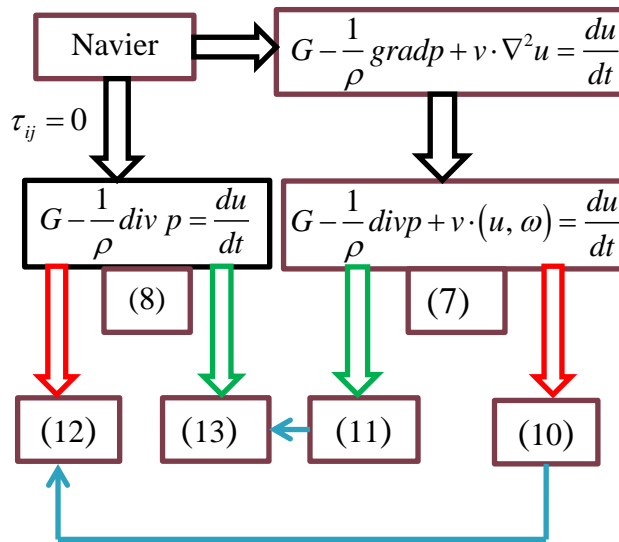 Navier
G − 1/ρ gradp + v · ∇²u = du/dt
τij = 0
G − 1/ρ div p = du/dt
G − 1/ρ divp + v · (u, ω) = du/dt
(8)
(7)
(12)
(13)
(11)
(10)